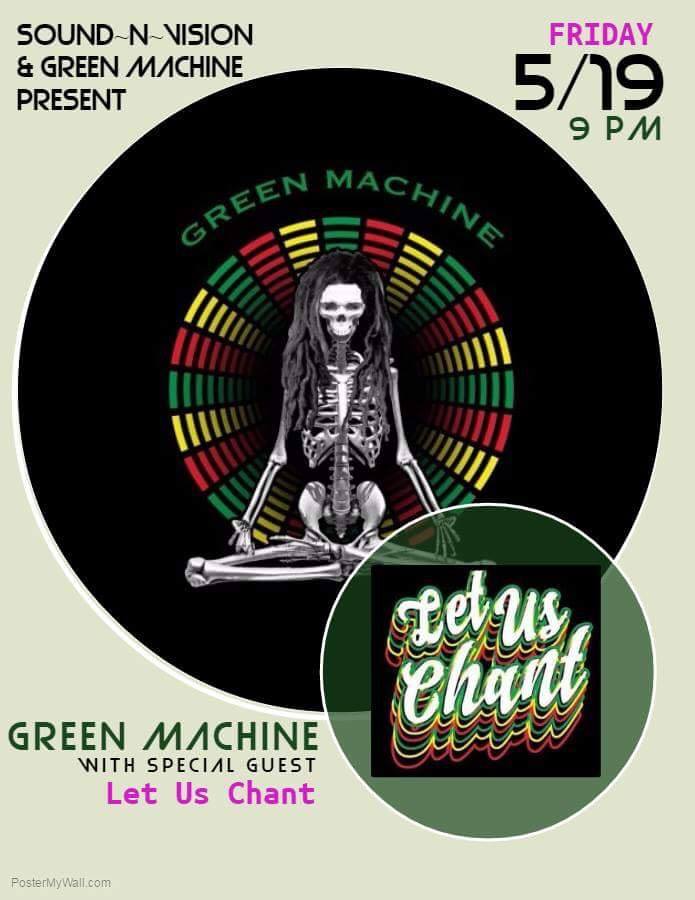 SOUND~N~VISION
& GREEN MACHINE
PRESENT
FRIDAY
5/19
9 PM
GREEN MACHINE
Let Us
Chant
GREEN MACHINE
WITH SPECIAL GUEST
Let Us Chant
PosterMyWall.com